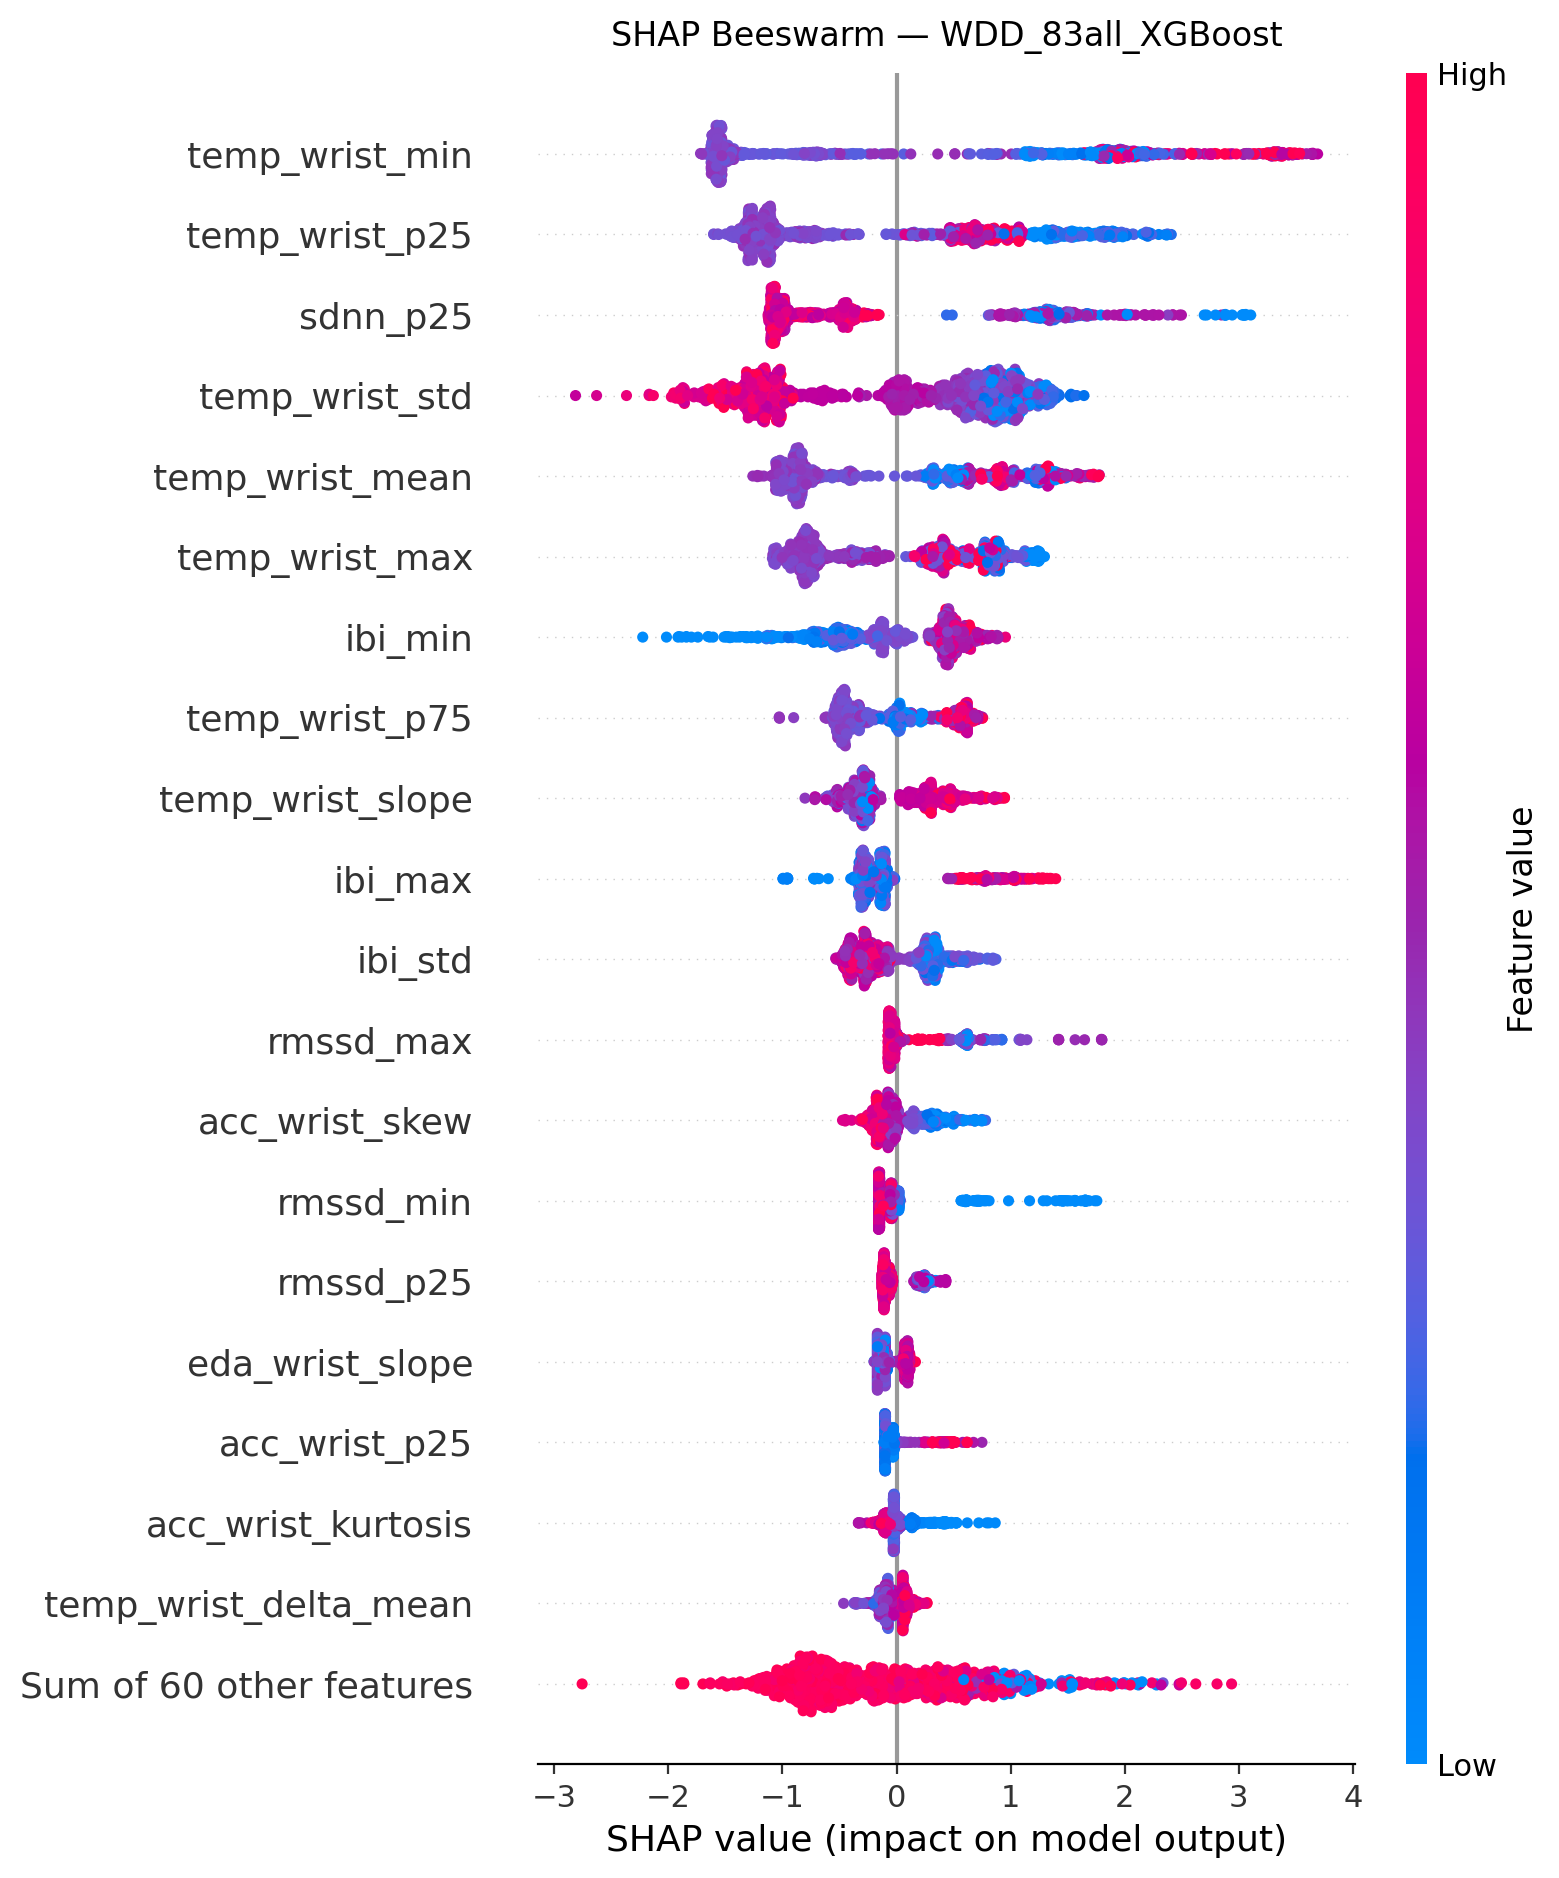 SHAP Beeswarm — WDD_83all_XGBoost
High
temp_wrist_min
temp_wrist_p25
sdnn_p25
temp_wrist_std
temp_wrist_mean
temp_wrist_max
ibi_min
temp_wrist_p75
temp_wrist_slope
ibi_max
ibi_std
rmssd_max
acc_wrist_skew
rmssd_min
rmssd_p25
eda_wrist_slope
acc_wrist_p25
acc_wrist_kurtosis
temp_wrist_delta_mean
Sum of 60 other features
Feature value
Low
−3 −2 −1 0 1 2 3 4
SHAP value (impact on model output)